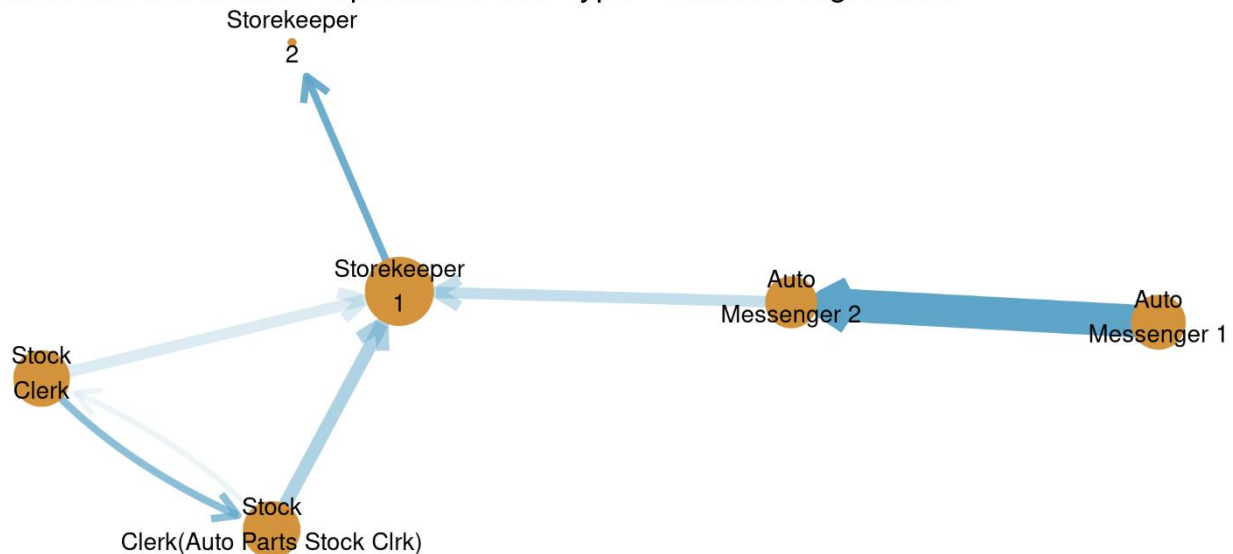 Storekeeper
2
Storekeeper
1
Auto
Messenger 2
Auto
Messenger 1
Stock
Clerk
Stock
Clerk(Auto Parts Stock Clrk)